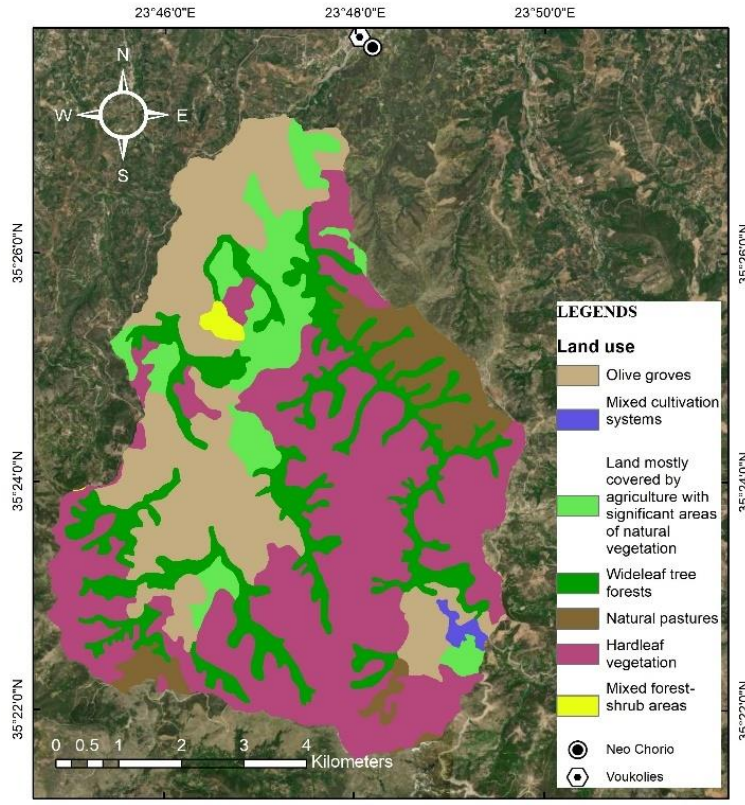 23°46'0"E 23°48'0"E 23°50'0"E
N
W E
S
35°26'0"N 35°26'0"N
35°24'0"N 35°24'0"N
35°22'0"N 35°22'0"N
LEGENDS
Land use
Olive groves
Mixed cultivation
systems
Land mostly
covered by
agriculture with
significant areas
of natural
vegetation
Wideleaf tree
forests
Natural pastures
Hardleaf
vegetation
Mixed forest-
shrub areas
Neo Chorio
Voukolies
0 0.5 1 2 3 4
Kilometers